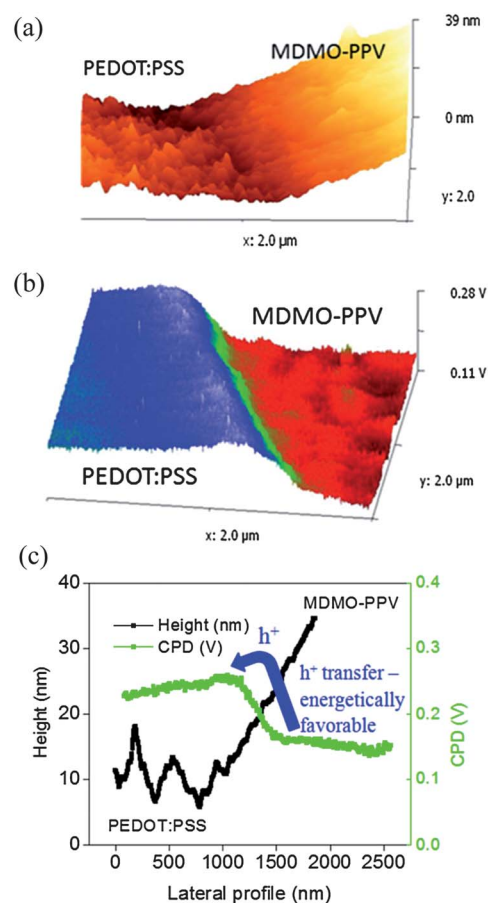 (a)
39 nm
MDMO-PPV
PEDOT:PSS
0 nm
y: 2.0
x: 2.0 µm
(b)
0.28 V
MDMO-PPV
0.11 V
PEDOT:PSS
y: 2.0 µm
x: 2.0 µm
(c)
40
0.4
MDMO-PPV
Height (nm)
CPD (V)
h⁺
30
0.3
h⁺ transfer –
energetically
favorable
Height (nm)
20
0.2
CPD (V)
10
0.1
PEDOT:PSS
0
0.0
0 500 1000 1500 2000 2500
Lateral profile (nm)